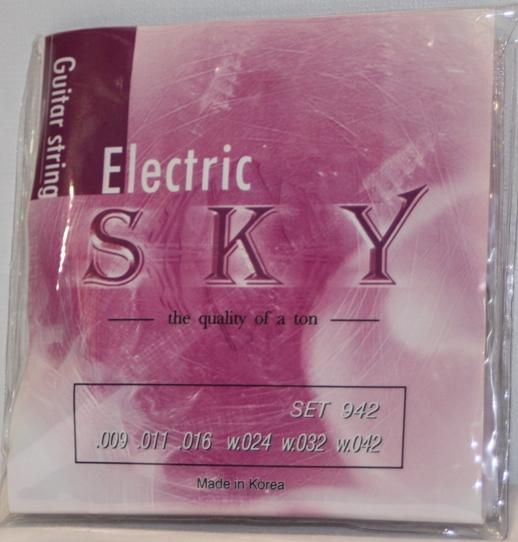 Guitar string
Electric
SKY
the quality of a ton
SET 942
.009 .011 .016 w.024 w.032 w.042
Made in Korea